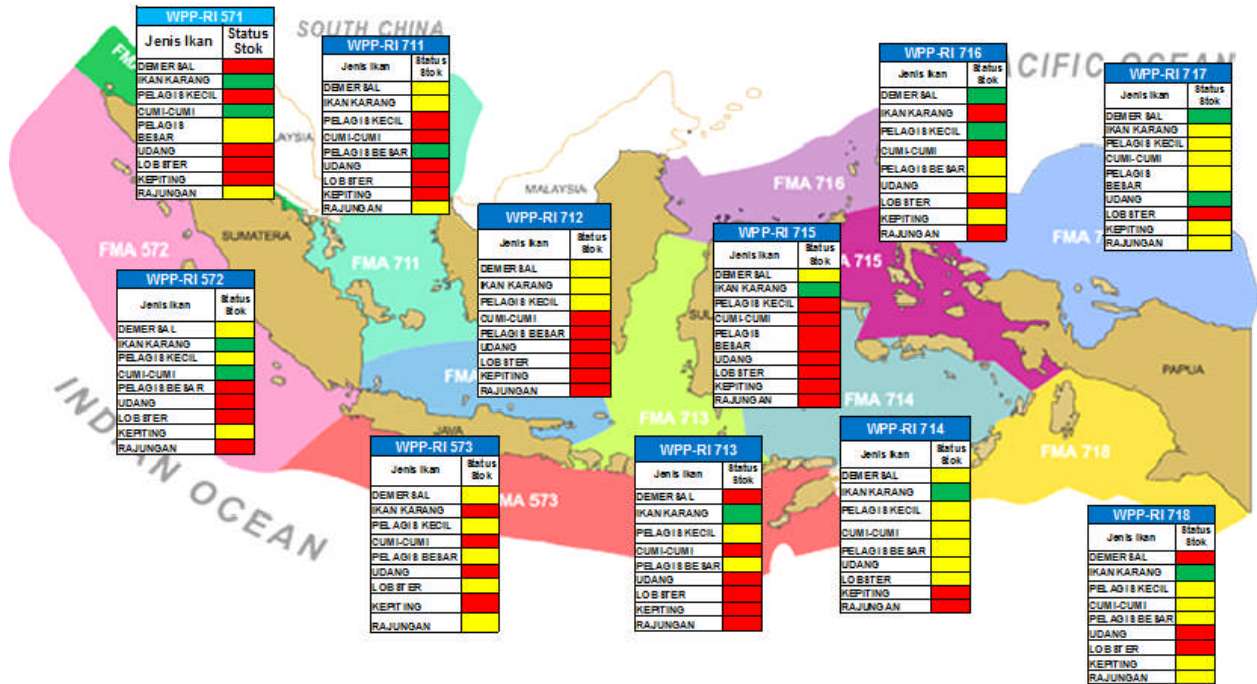 SOUTH CHINA
PACIFIC OCEAN
INDIAN OCEAN
WPP-RI 571
Jenis Ikan Status Stok
DEMERSAL
IKAN KARANG
PELAGIS KECIL
CUMI-CUMI
PELAGIS BESAR
UDANG
LOBSTER
KEPITING
RAJUNGAN
WPP-RI 711
Jenis Ikan Status Stok
DEMERSAL
IKAN KARANG
PELAGIS KECIL
CUMI-CUMI
PELAGIS BESAR
UDANG
LOBSTER
KEPITING
RAJUNGAN
WPP-RI 716
Jenis Ikan Status Stok
DEMERSAL
IKAN KARANG
PELAGIS KECIL
CUMI-CUMI
PELAGIS BESAR
UDANG
LOBSTER
KEPITING
RAJUNGAN
WPP-RI 717
Jenis Ikan Status Stok
DEMERSAL
IKAN KARANG
PELAGIS KECIL
CUMI-CUMI
PELAGIS BESAR
UDANG
LOBSTER
KEPITING
RAJUNGAN
WPP-RI 572
Jenis Ikan Status Stok
DEMERSAL
IKAN KARANG
PELAGIS KECIL
CUMI-CUMI
PELAGIS BESAR
UDANG
LOBSTER
KEPITING
RAJUNGAN
WPP-RI 712
Jenis Ikan Status Stok
DEMERSAL
IKAN KARANG
PELAGIS KECIL
CUMI-CUMI
PELAGIS BESAR
UDANG
LOBSTER
KEPITING
RAJUNGAN
WPP-RI 715
Jenis Ikan Status Stok
DEMERSAL
IKAN KARANG
PELAGIS KECIL
CUMI-CUMI
PELAGIS BESAR
UDANG
LOBSTER
KEPITING
RAJUNGAN
WPP-RI 573
Jenis Ikan Status Stok
DEMERSAL
IKAN KARANG
PELAGIS KECIL
CUMI-CUMI
PELAGIS BESAR
UDANG
LOBSTER
KEPITING
RAJUNGAN
WPP-RI 713
Jenis Ikan Status Stok
DEMERSAL
IKAN KARANG
PELAGIS KECIL
CUMI-CUMI
PELAGIS BESAR
UDANG
LOBSTER
KEPITING
RAJUNGAN
WPP-RI 714
Jenis Ikan Status Stok
DEMERSAL
IKAN KARANG
PELAGIS KECIL
CUMI-CUMI
PELAGIS BESAR
UDANG
LOBSTER
KEPITING
RAJUNGAN
WPP-RI 718
Jenis Ikan Status Stok
DEMERSAL
IKAN KARANG
PELAGIS KECIL
CUMI-CUMI
PELAGIS BESAR
UDANG
LOBSTER
KEPITING
RAJUNGAN
MALAYSIA
FMA 716
SUMATERA
FMA 572
FMA 711
715
PAPUA
FMA 713
FMA 714
FMA 718
JAVA
573